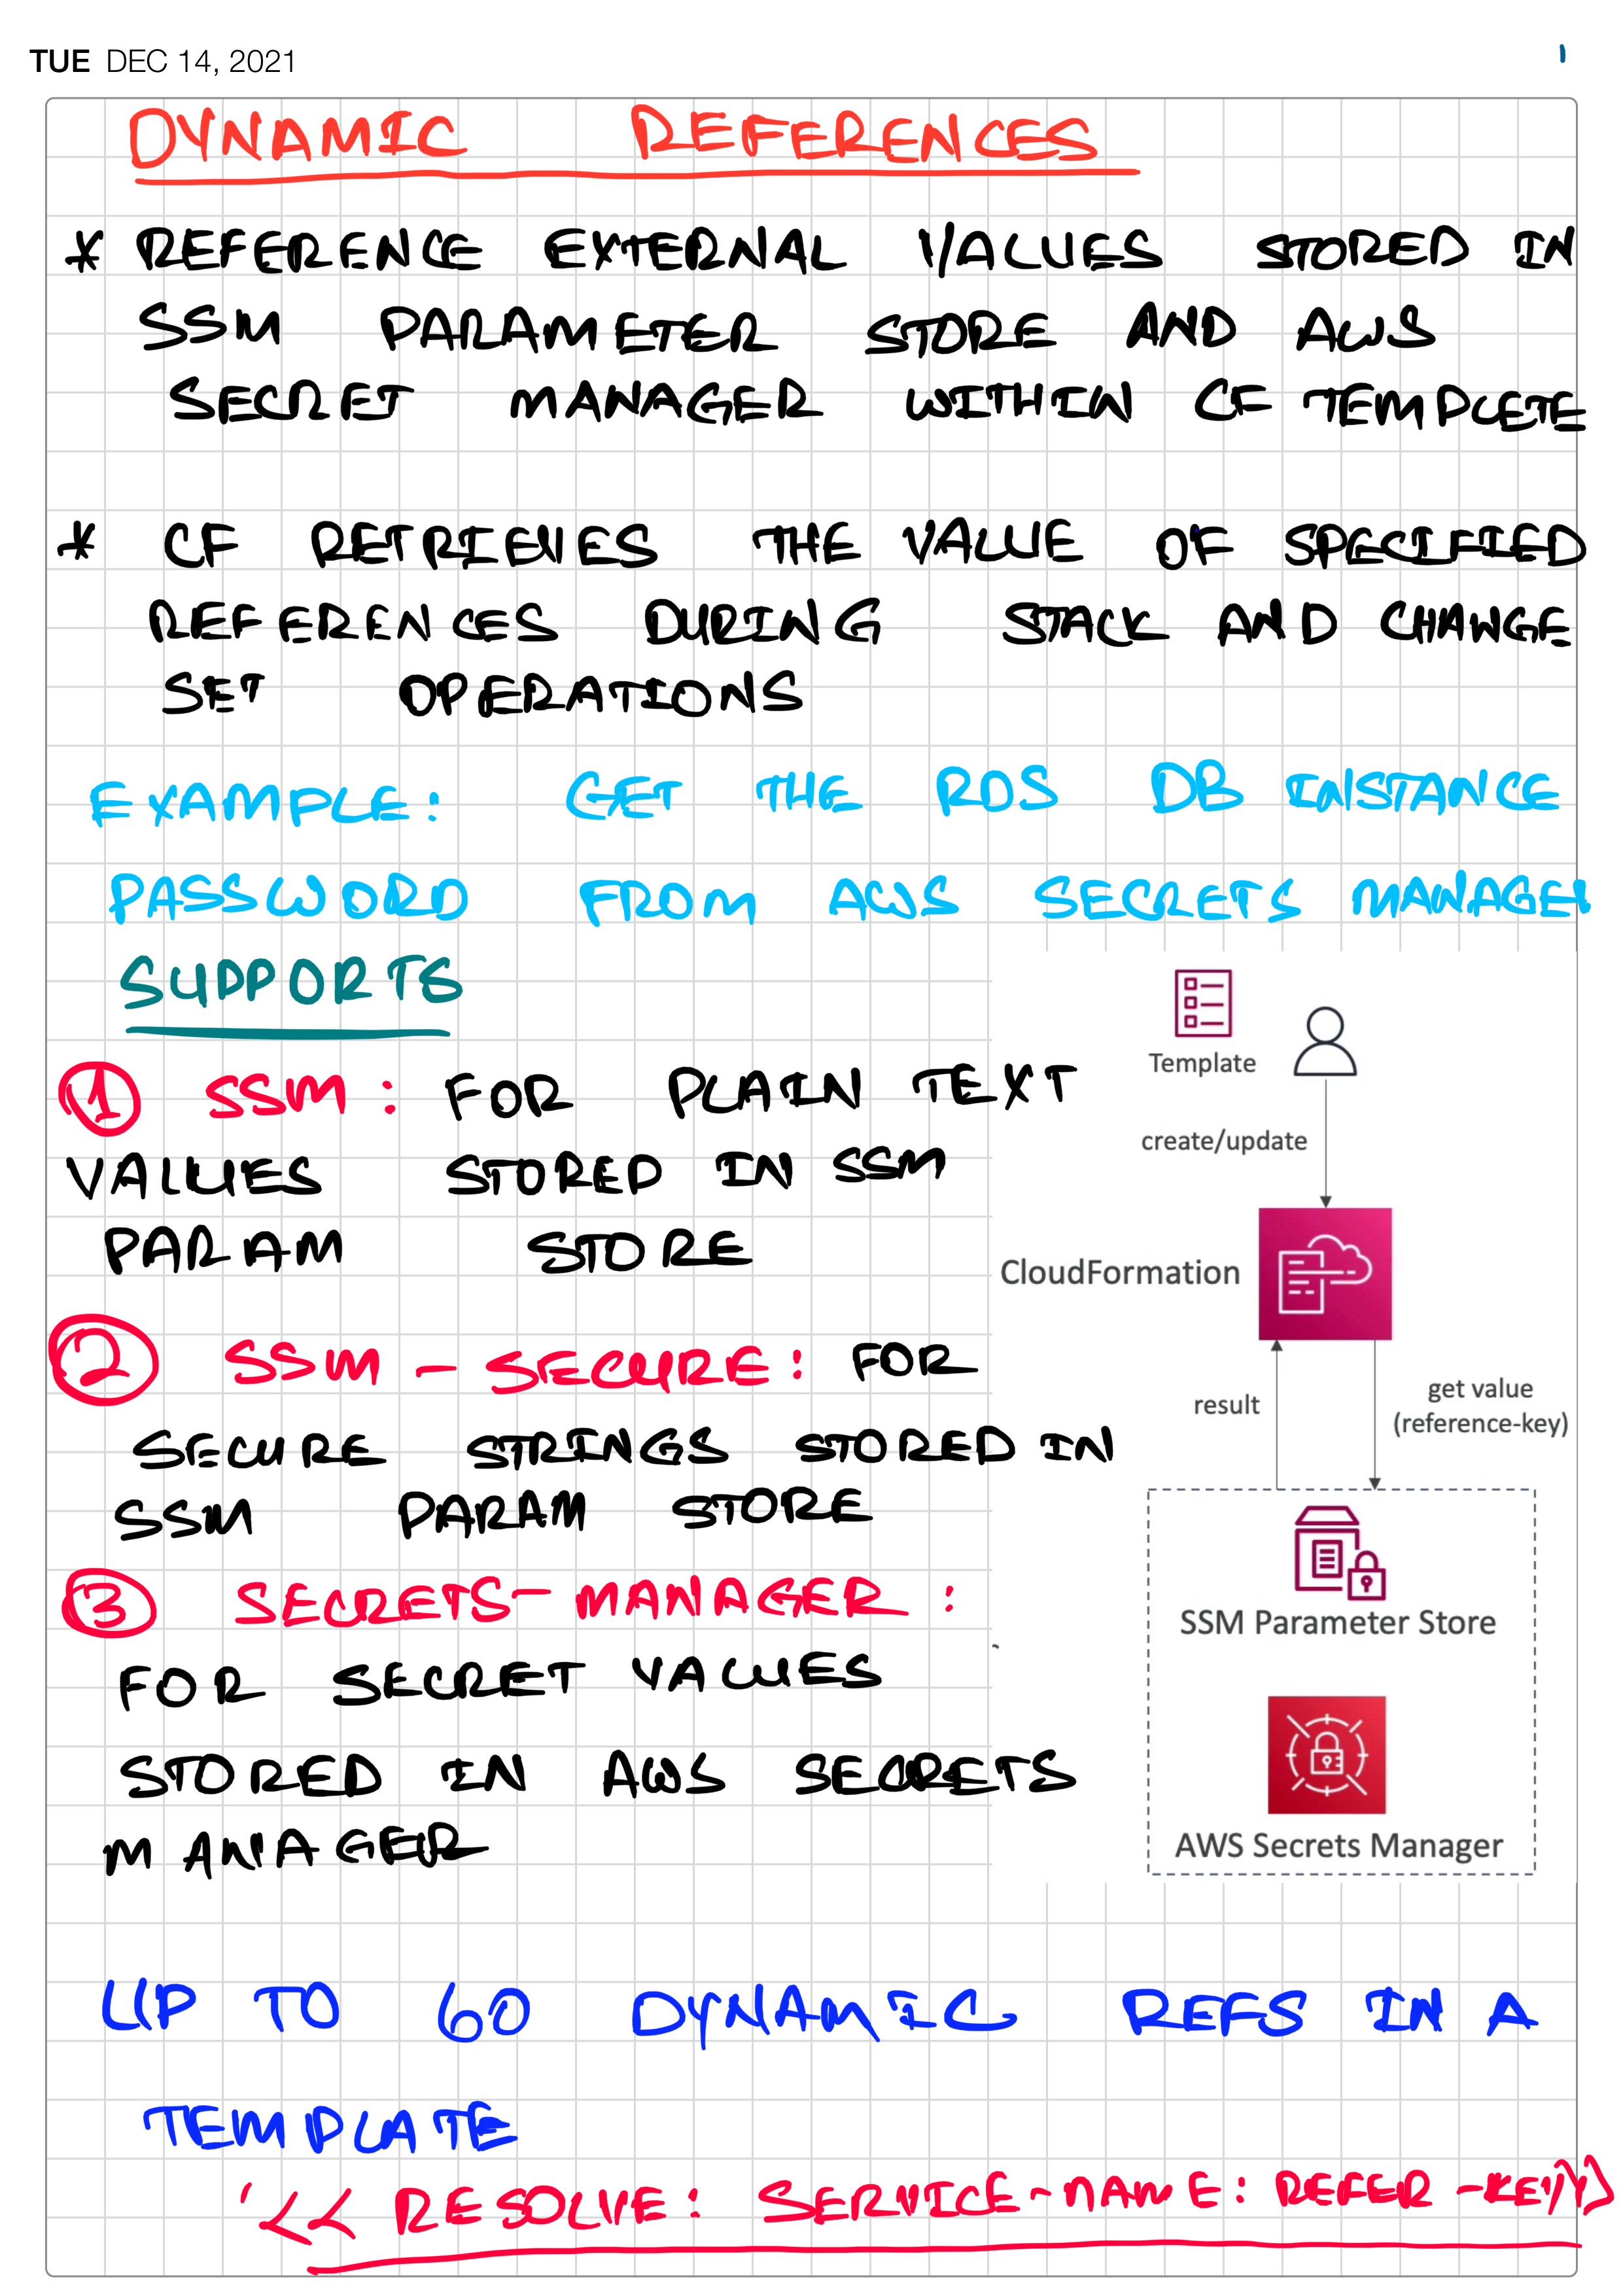 TUE DEC 14, 2021
1
DYNAMIC REFERENCES
* REFERENCE EXTERNAL VALUES STORED IN
SSM PARAMETER STORE AND AWS
SECRET MANAGER WITHIN CF TEMPLETE
* CF RETRIEVES THE VALUE OF SPECIFIED
REFERENCES DURING STACK AND CHANGE
SET OPERATIONS
EXAMPLE: GET THE RDS DB INSTANCE
PASSWORD FROM AWS SECRETS MANAGER
SUPPORTS
1 SSM: FOR PLAIN TEXT
VALUES STORED IN SSM
PARAM STORE
2 SSM-SECURE: FOR
SECURE STRINGS STORED IN
SSM PARAM STORE
3 SECRETS-MANAGER:
FOR SECRET VALUES
STORED IN AWS SECRETS
MANAGER
Template
create/update
CloudFormation
result
get value
(reference-key)
SSM Parameter Store
AWS Secrets Manager
UP TO 60 DYNAMIC REFS IN A
TEMPLATE
'{{ RESOLVE: SERVICE-NAME: REFER-KEY}}